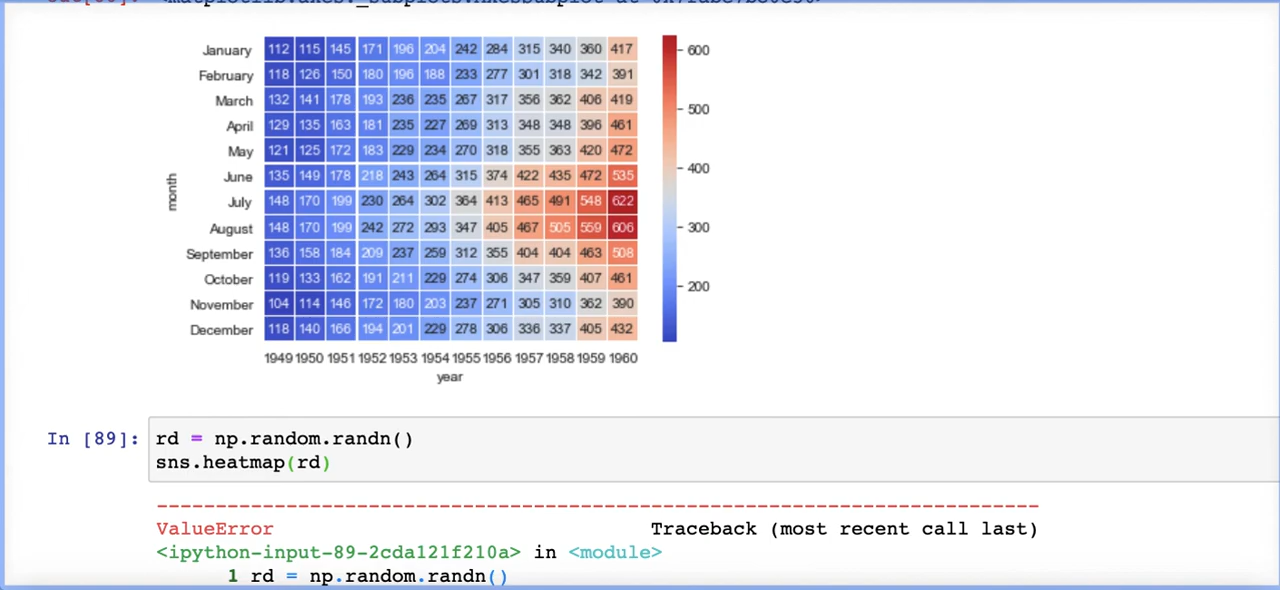 January 112 115 145 171 196 204 242 284 315 340 360 417
February 118 126 150 180 196 188 233 277 301 318 342 391
March 132 141 178 193 236 235 267 317 356 362 406 419
April 129 135 163 181 235 227 269 313 348 348 396 461
May 121 125 172 183 229 234 270 318 355 363 420 472
June 135 149 178 218 243 264 315 374 422 435 472 535
July 148 170 199 230 264 302 364 413 465 491 548 622
August 148 170 199 242 272 293 347 405 467 505 559 606
September 136 158 184 209 237 259 312 355 404 404 463 508
October 119 133 162 191 211 229 274 306 347 359 407 461
November 104 114 146 172 180 203 237 271 305 310 362 390
December 118 140 166 194 201 229 278 306 336 337 405 432
1949 1950 1951 1952 1953 1954 1955 1956 1957 1958 1959 1960
year
month
600
500
400
300
200
In [89]: rd = np.random.randn()
sns.heatmap(rd)
ValueError Traceback (most recent call last)
<ipython-input-89-2cda121f210a> in <module>
1 rd = np.random.randn()